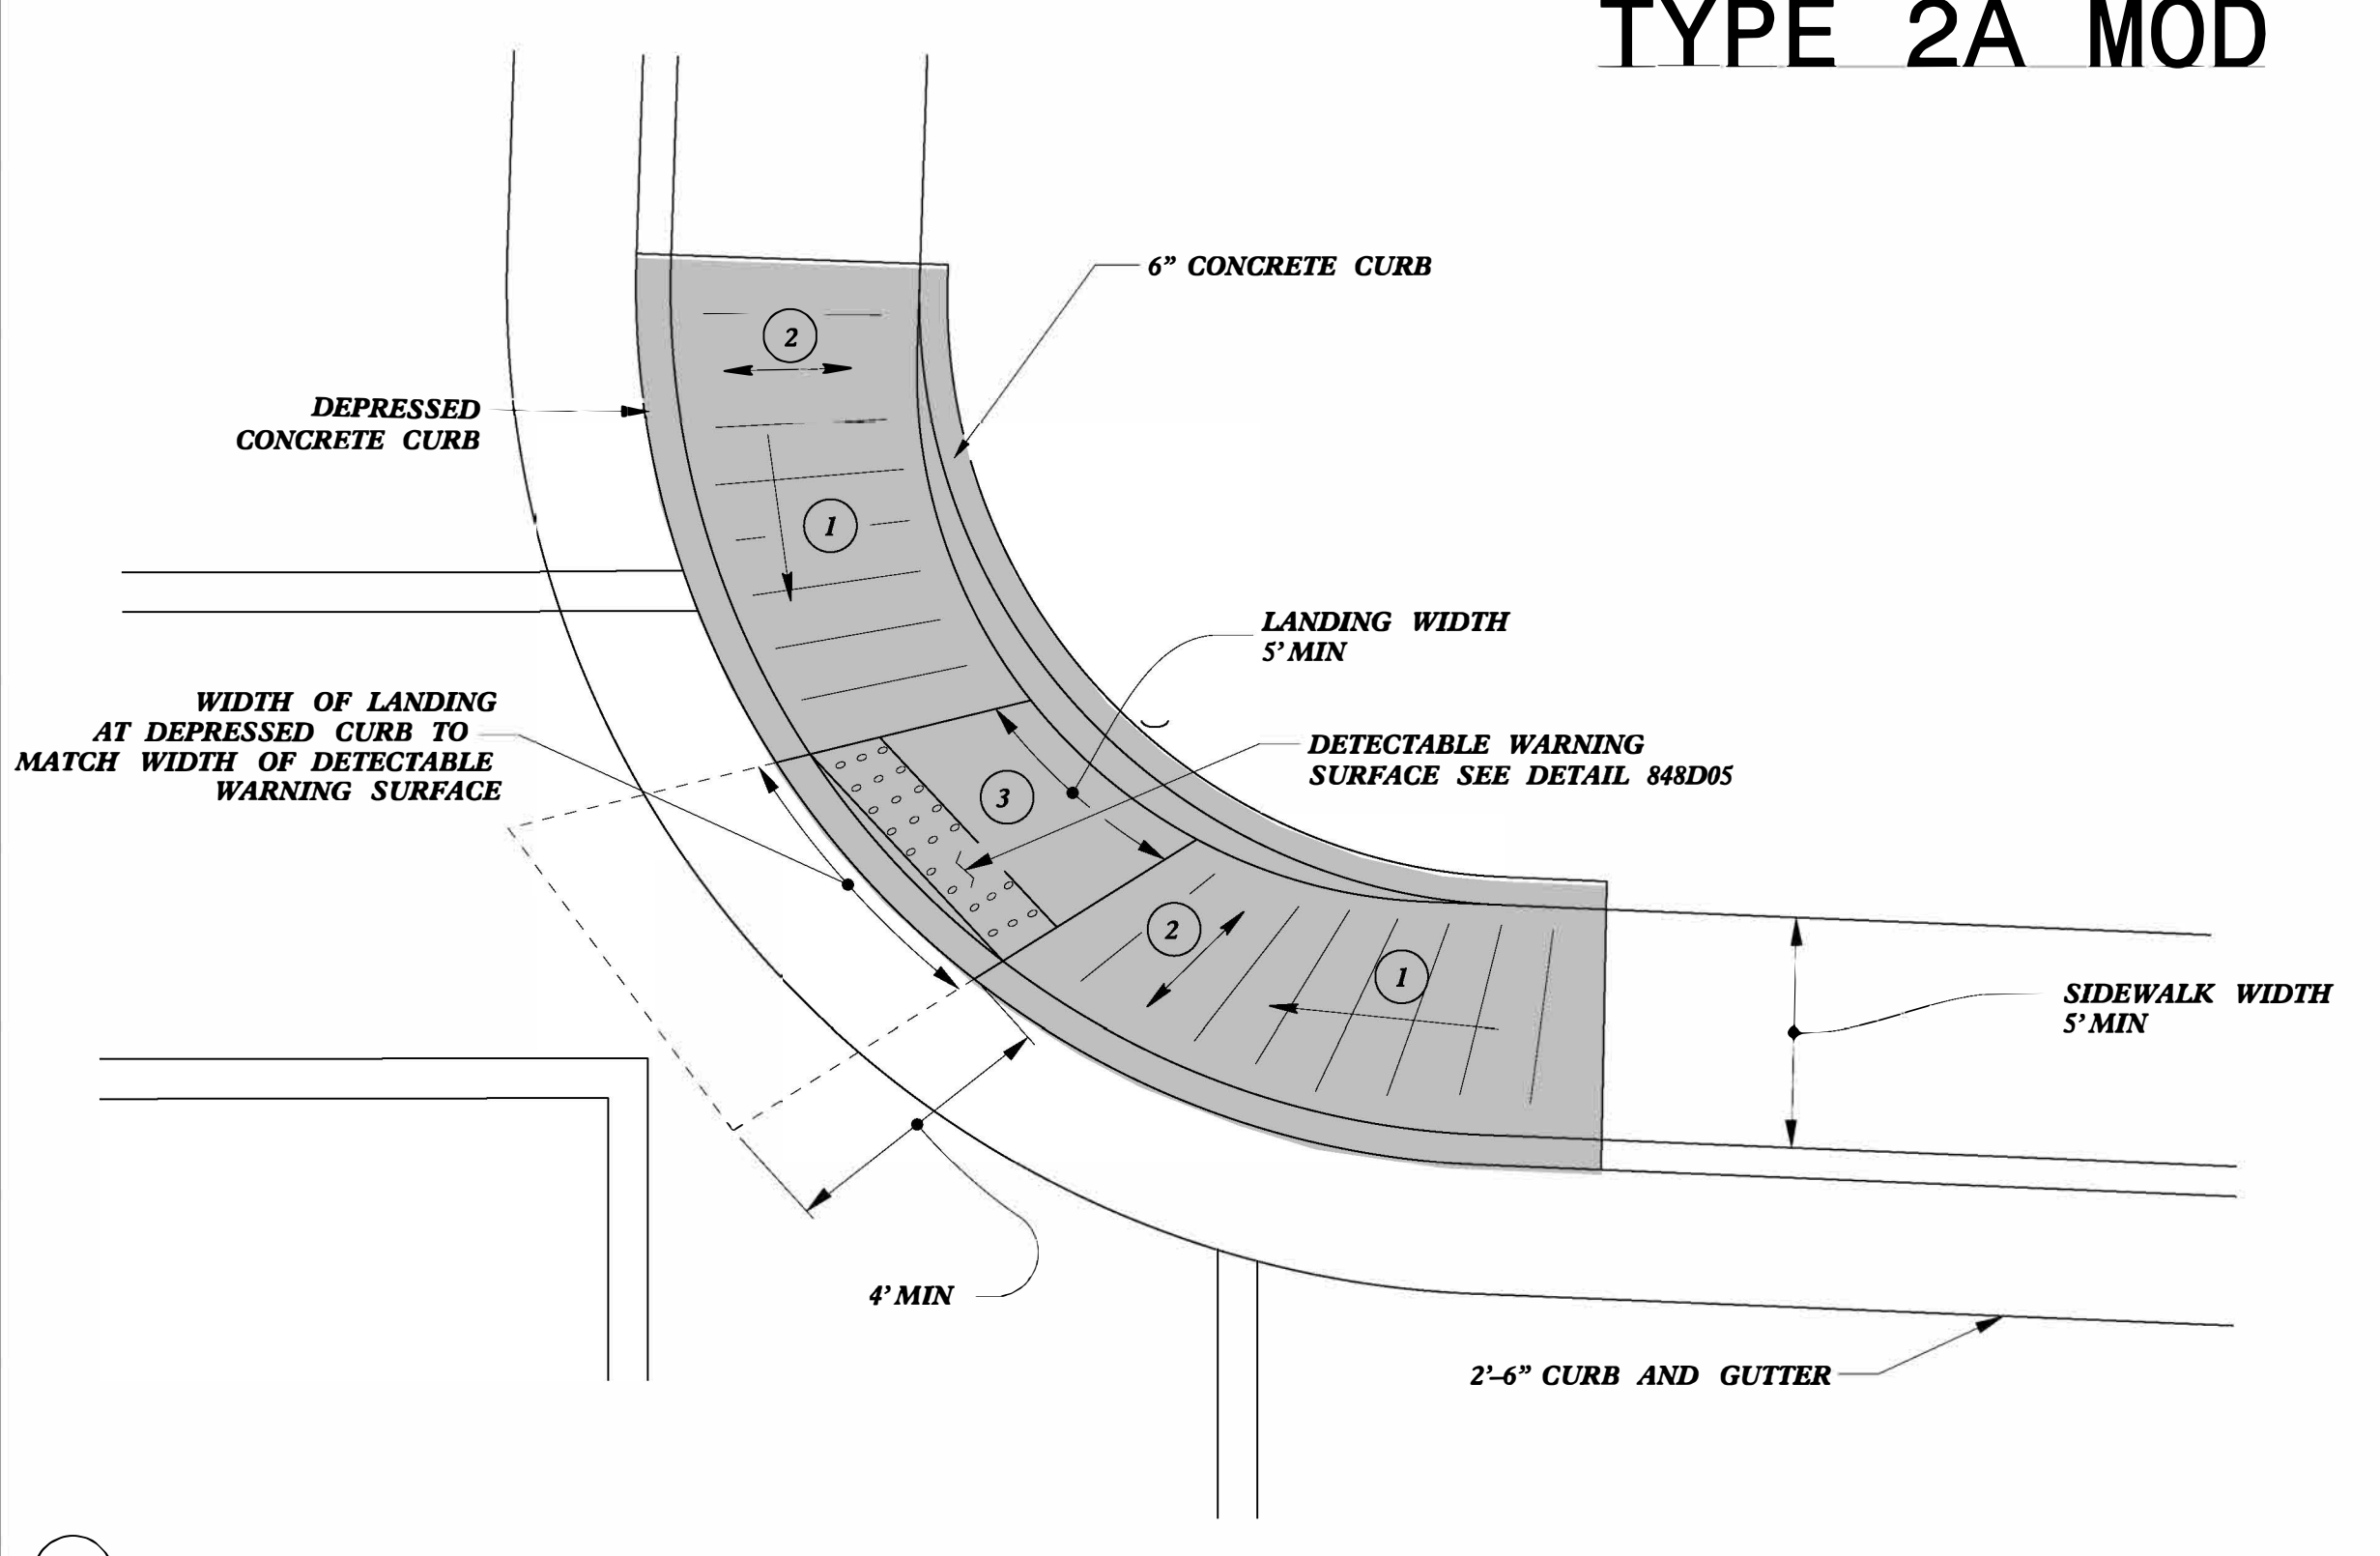 TYPE 2A MOD
6” CONCRETE CURB
2
DEPRESSED
CONCRETE CURB
1
LANDING WIDTH
5’ MIN
WIDTH OF LANDING
AT DEPRESSED CURB TO
MATCH WIDTH OF DETECTABLE
WARNING SURFACE
DETECTABLE WARNING
SURFACE SEE DETAIL 848D05
3
2
1
SIDEWALK WIDTH
5’ MIN
4’ MIN
2’–6” CURB AND GUTTER